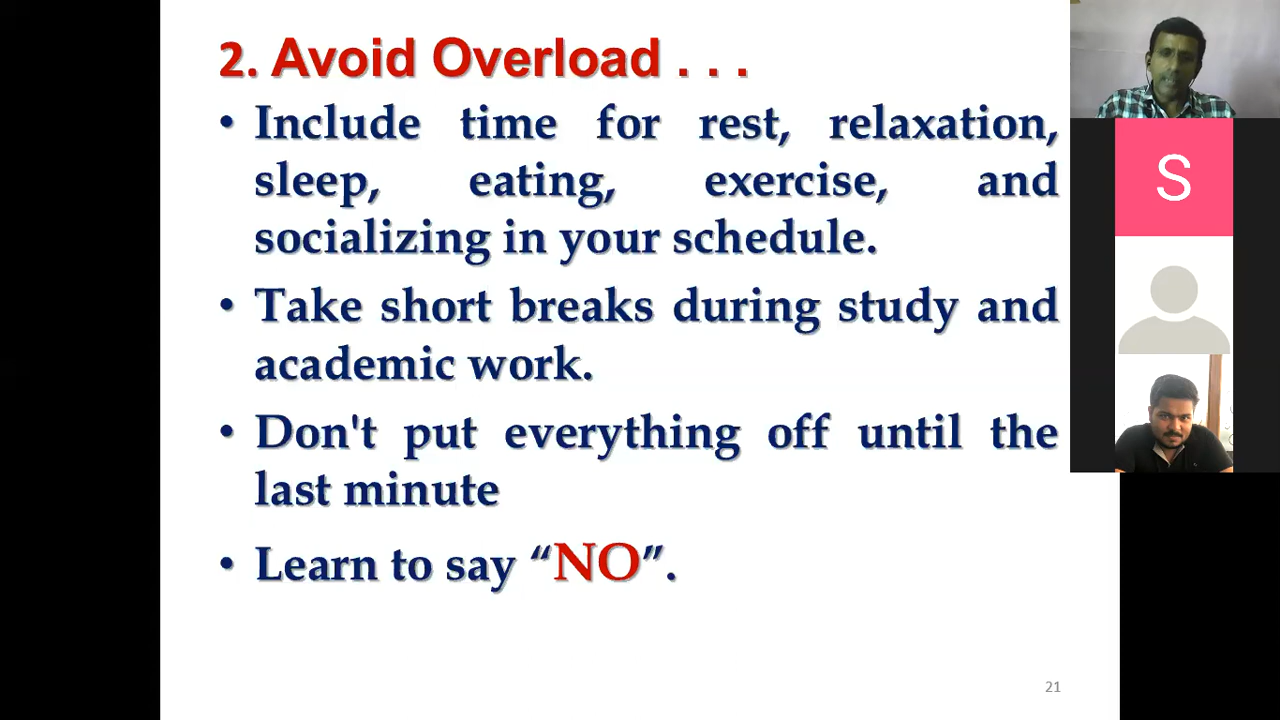 2. Avoid Overload . . .
• Include time for rest, relaxation,
sleep, eating, exercise, and
socializing in your schedule.
• Take short breaks during study and
academic work.
• Don't put everything off until the
last minute
• Learn to say “NO”.
21
S